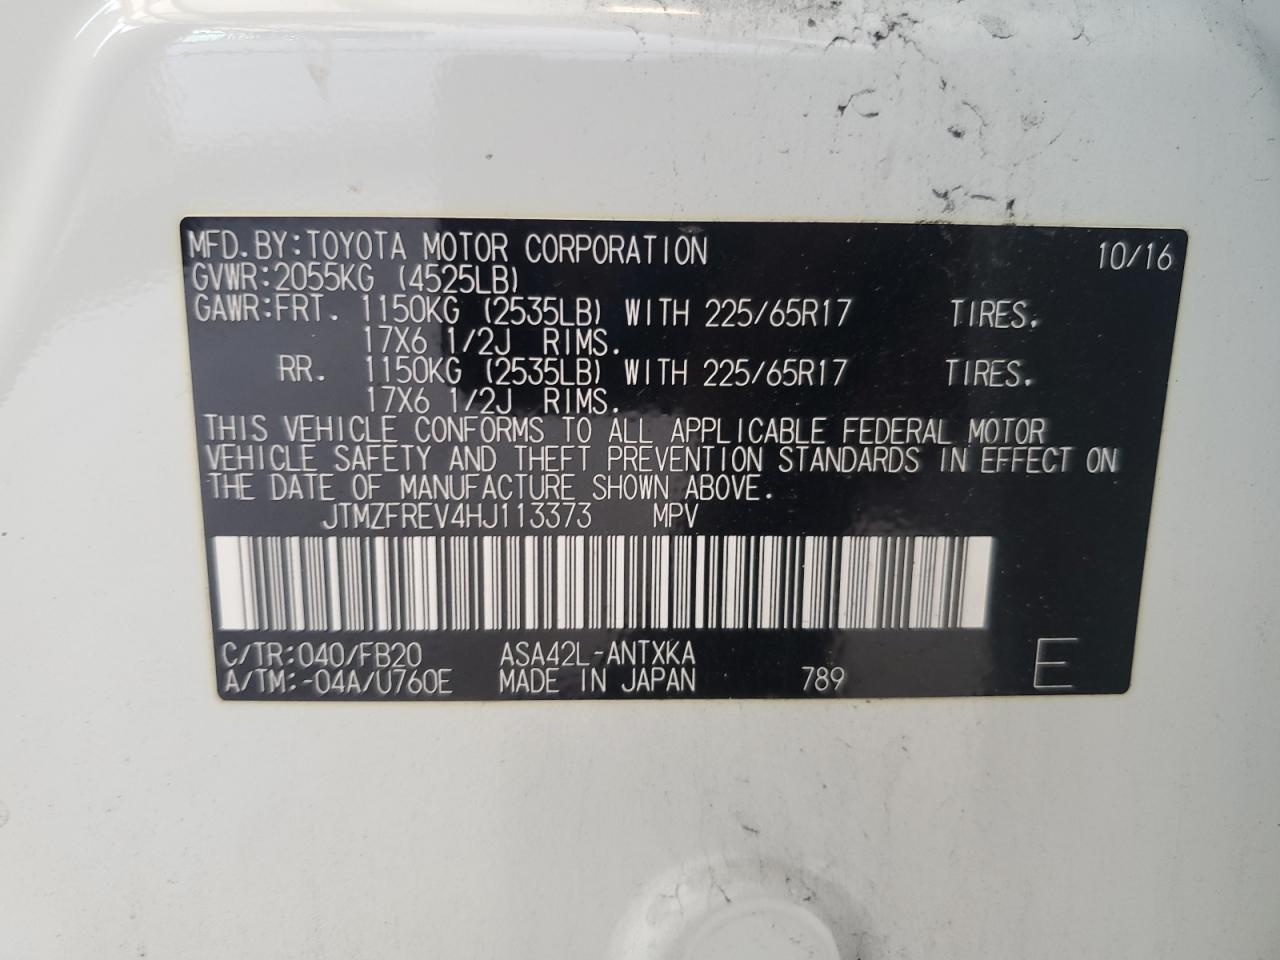 MFD.BY:TOYOTA MOTOR CORPORATION 10/16
GVWR:2055KG (4525LB)
GAWR:FRT. 1150KG (2535LB) WITH 225/65R17 TIRES,
17X6 1/2J RIMS.
RR. 1150KG (2535LB) WITH 225/65R17 TIRES.
17X6 1/2J RIMS.
THIS VEHICLE CONFORMS TO ALL APPLICABLE FEDERAL MOTOR
VEHICLE SAFETY AND THEFT PREVENTION STANDARDS IN EFFECT ON
THE DATE OF MANUFACTURE SHOWN ABOVE.
JTMZFREV4HJ113373 MPV
C/TR:040/FB20 ASA42L-ANTXKA
A/TM:-04A/U760E MADE IN JAPAN 789 E